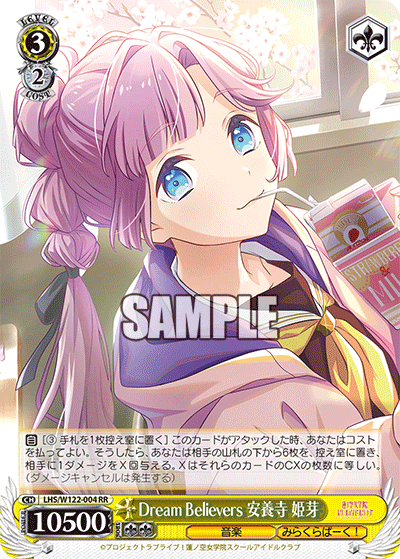 LEVEL
3
2
COST
STRAWBERRY
MI
SAMPLE
自【③ 手札を1枚控え室に置く】このカードがアタックした時、あなたはコスト
を払ってよい。そうしたら、あなたは相手の山札の下から6枚を、控え室に置き、
相手に1ダメージをX回与える。XはそれらのカードのCXの枚数に等しい。
(ダメージキャンセルは発生する)
LHS/W122-004 RR
Dream Believers 安養寺 姫芽
10500
音楽
みらくらぱーく!
©プロジェクトラブライブ!蓮ノ空女学院スクールアイドルクラブ